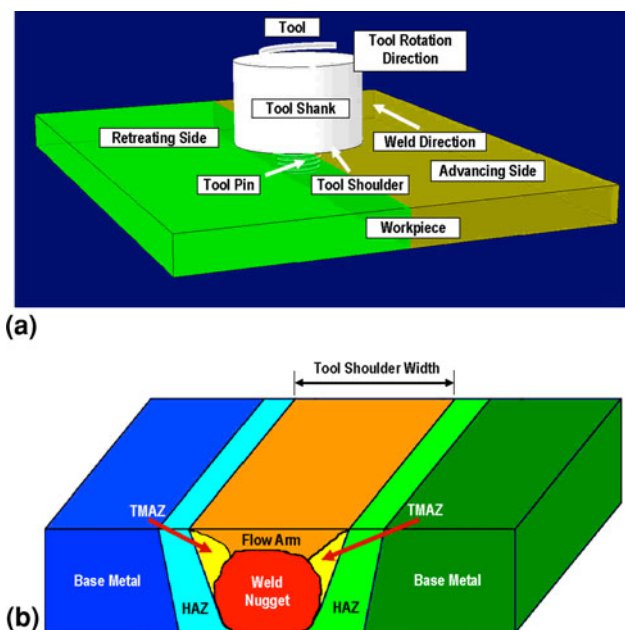 Tool
Tool Rotation
Direction
Tool Shank
Retreating Side
Weld Direction
Advancing Side
Tool Pin
Tool Shoulder
Workpiece
(a)
Tool Shoulder Width
TMAZ
TMAZ
Flow Arm
Base Metal
Weld
Nugget
Base Metal
HAZ
HAZ
(b)